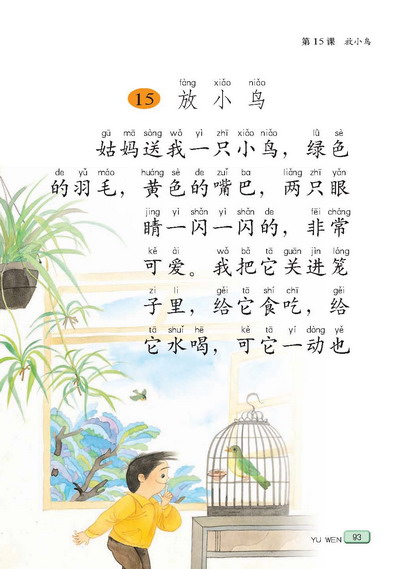 第15课 放小鸟
fàng xiǎo niǎo
15 放小鸟
gū mā sòng wǒ yì zhī xiǎo niǎo lǜ sè
姑妈送我一只小鸟，绿色
de yǔ máo huáng sè de zuǐ ba liǎng zhī yǎn
的羽毛，黄色的嘴巴，两只眼
jing yì shǎn yì shǎn de fēi cháng
睛一闪一闪的，非常
kě ài wǒ bǎ tā guān jìn lóng
可爱。我把它关进笼
zi li gěi tā shí chī gěi
子里，给它食吃，给
tā shuǐ hē kě tā yí dòng yě
它水喝，可它一动也
YU WEN 93